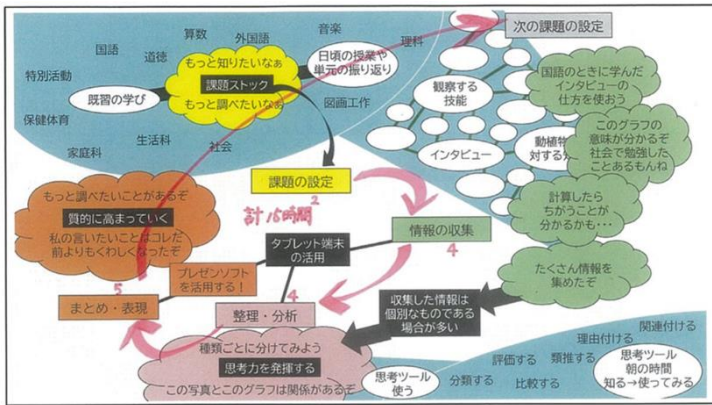 音楽
算数
外国語
理科
国語
道徳
特別活動
保健体育
家庭科
生活科
社会
図画工作
もっと知りたいなぁ
課題ストック
もっと調べたいなぁ
日頃の授業や
単元の振り返り
既習の学び
次の課題の設定
観察する
技能
インタビュー
動植物
対する
国語のときに学んだ
インタビューの
仕方を使おう
このグラフの
意味が分かるぞ
社会で勉強した
ことあるもんね
計算したら
ちがうことが
分かるかも・・・
たくさん情報を
集めたぞ
課題の設定
2
計16時間
情報の収集
4
タブレット端末
の活用
もっと調べたいことがあるぞ
質的に高まっていく
私の言いたいことはコレだ
前よりもくわしくなったぞ
プレゼンソフト
を活用する！
5
まとめ・表現
4
整理・分析
収集した情報は
個別なものである
場合が多い
種類ごとに分けてみよう
思考力を発揮する
この写真とこのグラフは関係があるぞ
思考ツール
使う
分類する
評価する
比較する
類推する
理由付ける
関連付ける
思考ツール
朝の時間
知る→使ってみる